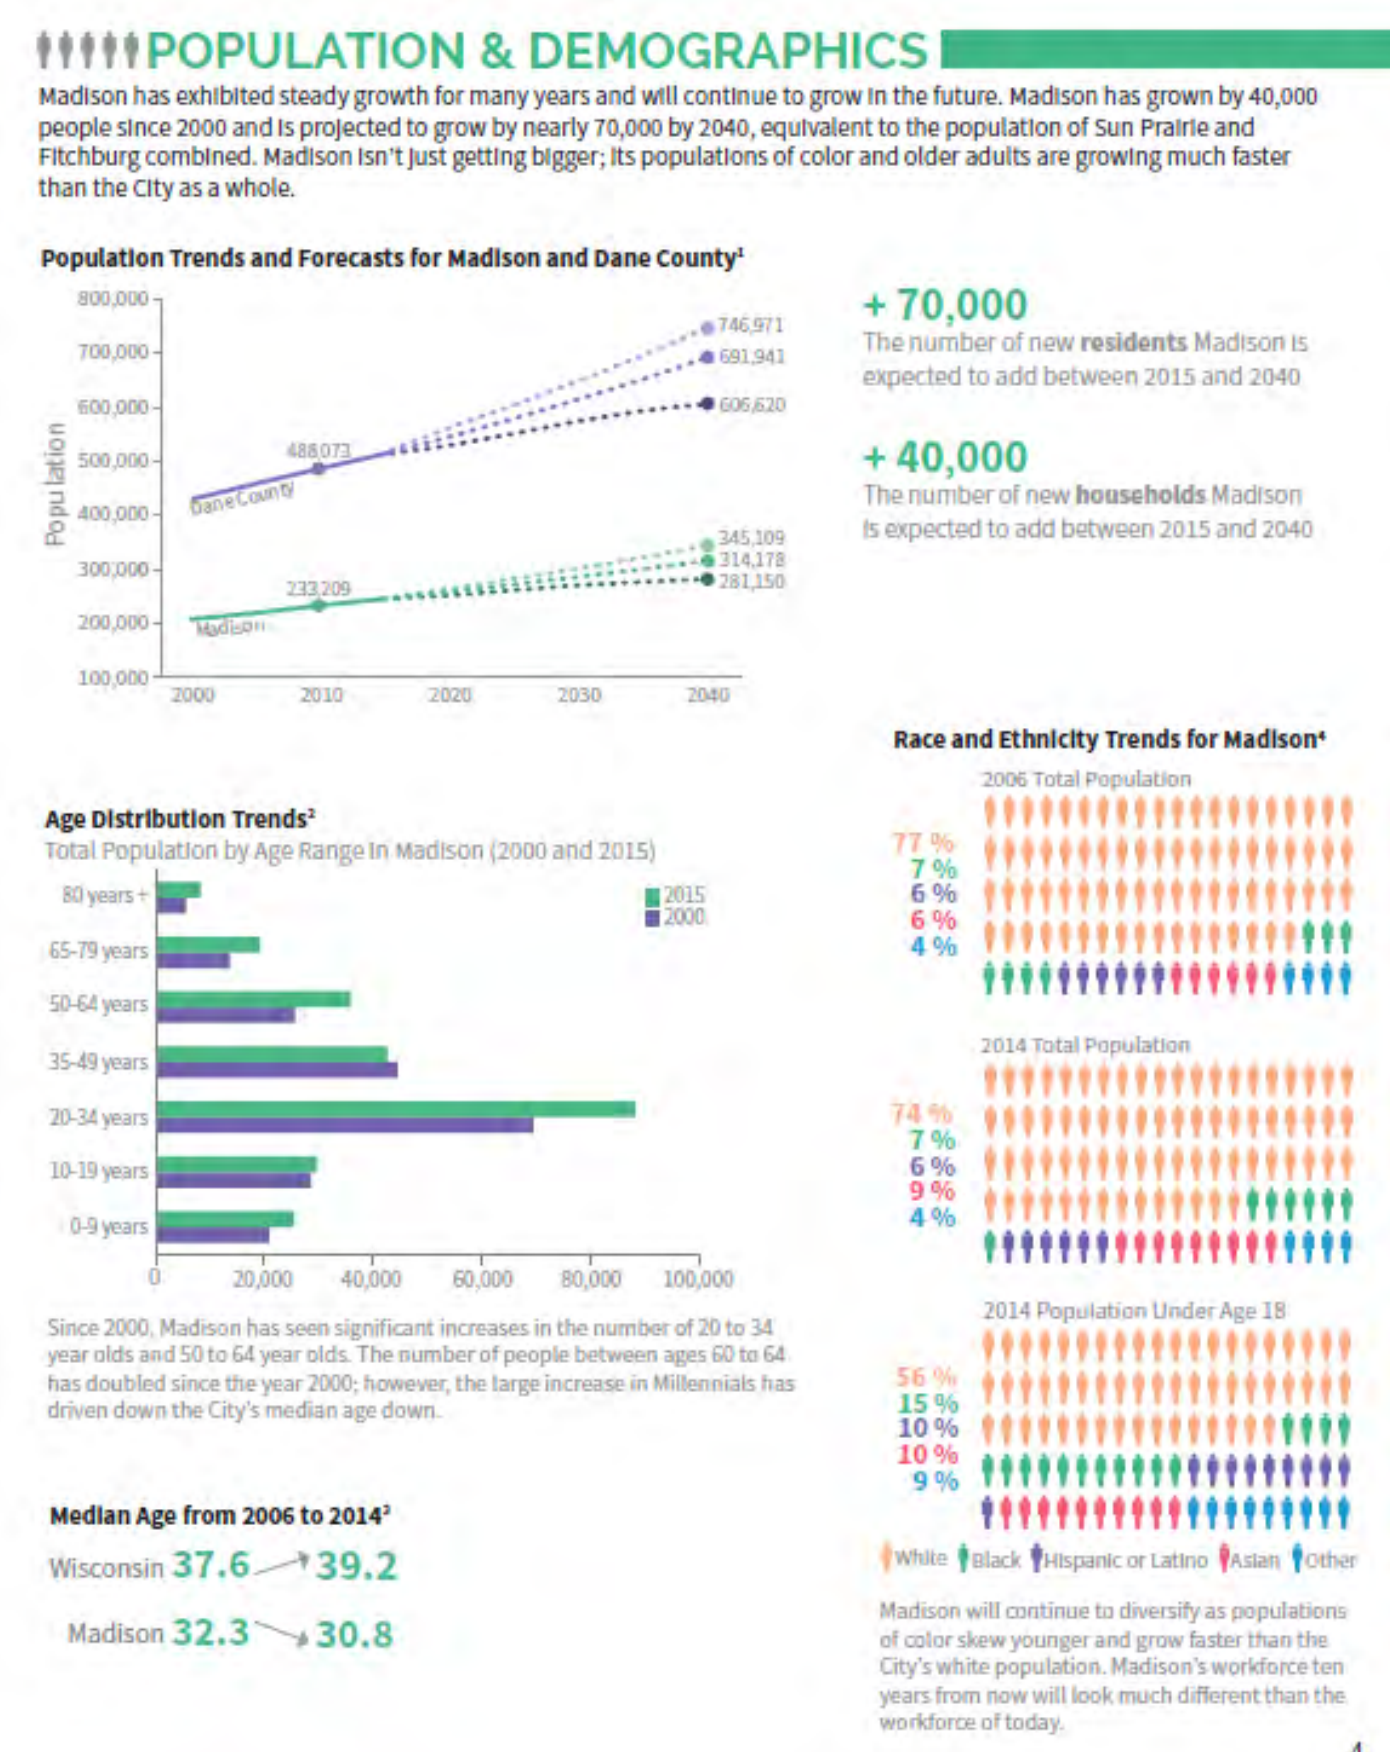 POPULATION & DEMOGRAPHICS
Madison has exhibited steady growth for many years and will continue to grow in the future. Madison has grown by 40,000
people since 2000 and is projected to grow by nearly 70,000 by 2040, equivalent to the population of Sun Prairie and
Fitchburg combined. Madison isn't just getting bigger; its populations of color and older adults are growing much faster
than the City as a whole.
Population Trends and Forecasts for Madison and Dane County¹
Population
800,000
700,000
600,000
500,000
400,000
300,000
200,000
100,000
2000 2010 2020 2030 2040
Dane County
488,073
746,971
691,941
606,620
Madison
233,209
345,109
314,178
281,150
+ 70,000
The number of new residents Madison is
expected to add between 2015 and 2040
+ 40,000
The number of new households Madison
is expected to add between 2015 and 2040
Age Distribution Trends²
Total Population by Age Range in Madison (2000 and 2015)
2015
2000
80 years +
65-79 years
50-64 years
35-49 years
20-34 years
10-19 years
0-9 years
0 20,000 40,000 60,000 80,000 100,000
Since 2000, Madison has seen significant increases in the number of 20 to 34
year olds and 50 to 64 year olds. The number of people between ages 60 to 64
has doubled since the year 2000; however, the large increase in Millennials has
driven down the City's median age down.
Median Age from 2006 to 2014³
Wisconsin 37.6 39.2
Madison 32.3 30.8
Race and Ethnicity Trends for Madison⁴
2006 Total Population
77 %
7 %
6 %
6 %
4 %
2014 Total Population
74 %
7 %
6 %
9 %
4 %
2014 Population Under Age 18
56 %
15 %
10 %
10 %
9 %
White Black Hispanic or Latino Asian Other
Madison will continue to diversify as populations
of color skew younger and grow faster than the
City's white population. Madison's workforce ten
years from now will look much different than the
workforce of today.
4